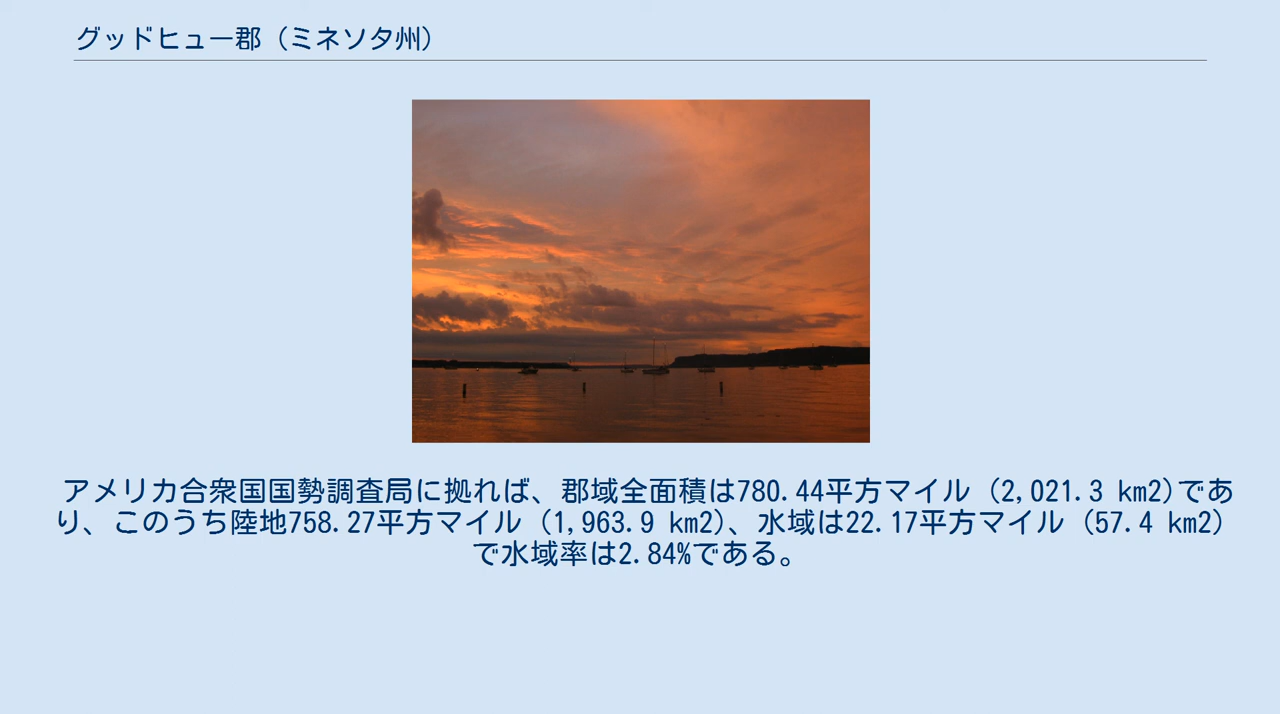 グッドヒュー郡 (ミネソタ州)
アメリカ合衆国国勢調査局に拠れば、郡域全面積は780.44平方マイル (2,021.3 km2)であ
り、このうち陸地758.27平方マイル (1,963.9 km2)、水域は22.17平方マイル (57.4 km2)
で水域率は2.84%である。